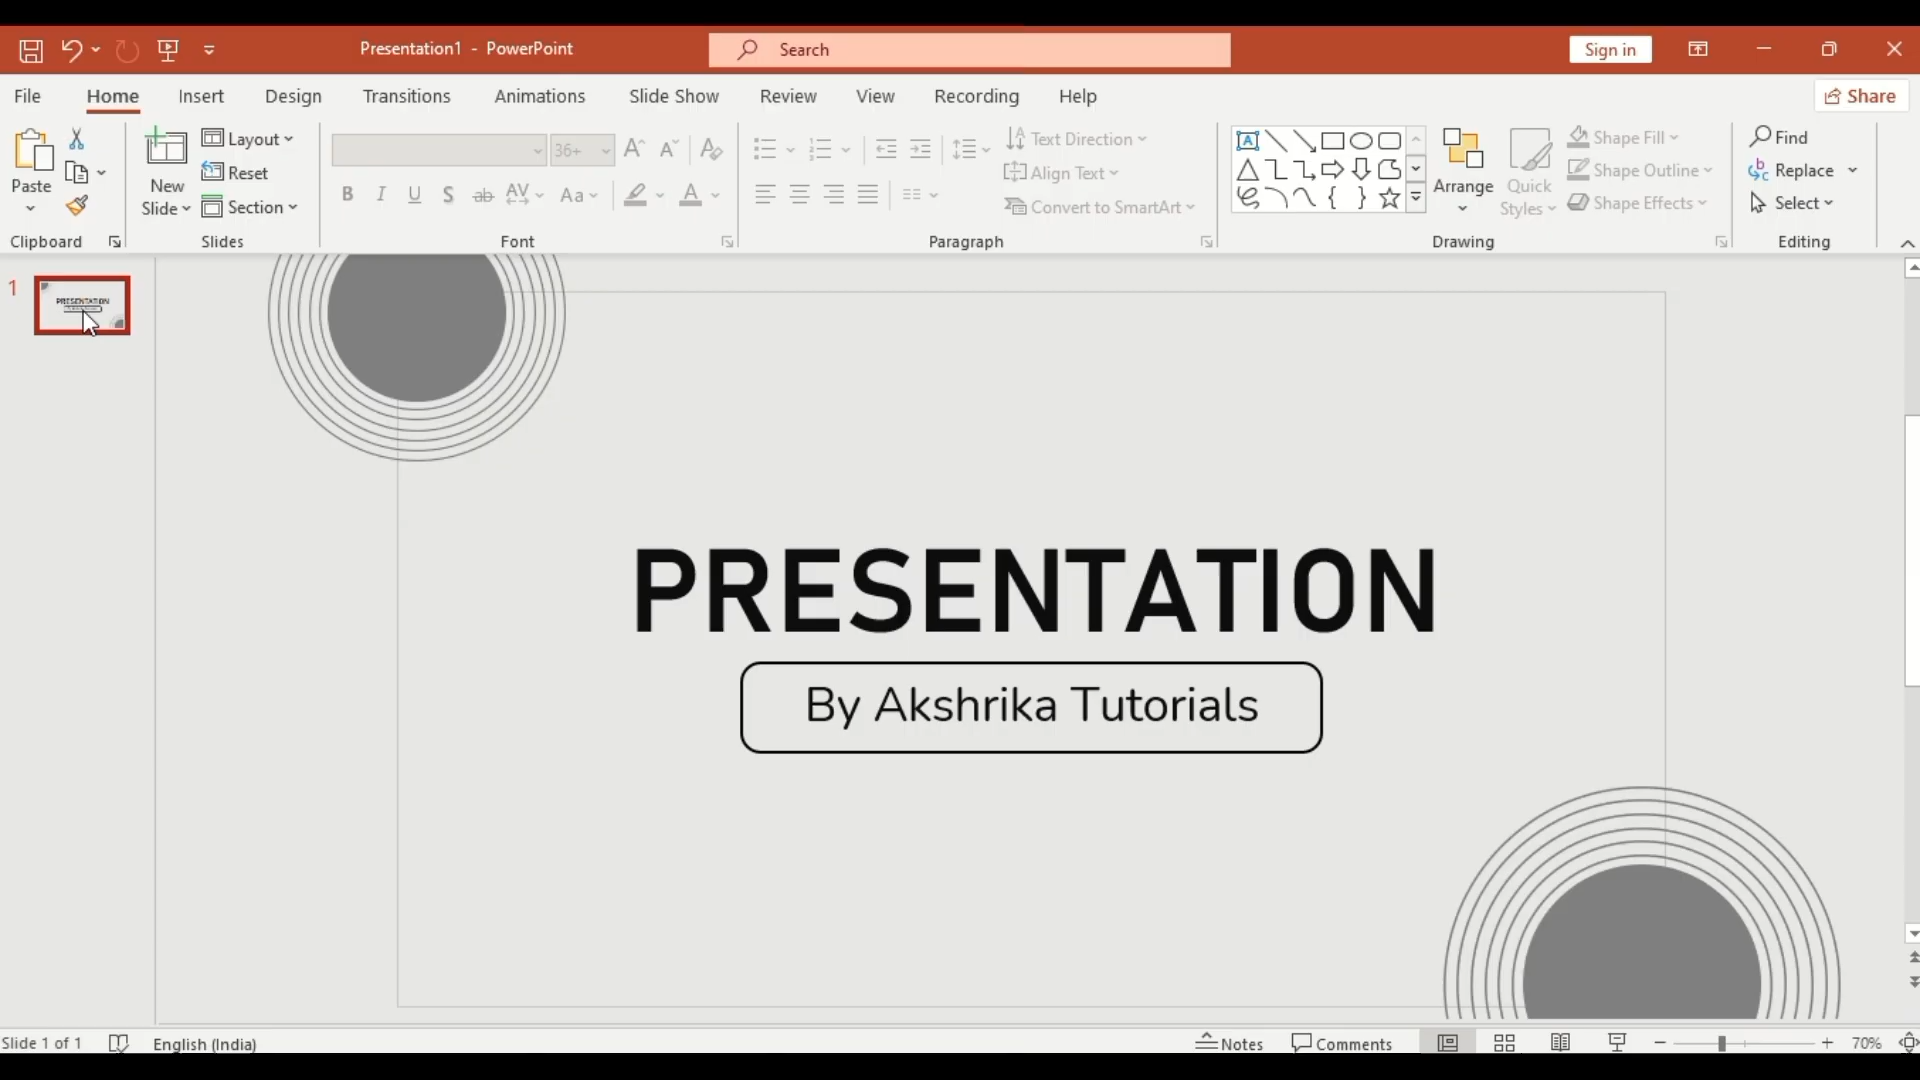 Presentation1 - PowerPoint
Search
Sign in
File Home Insert Design Transitions Animations Slide Show Review View Recording Help
Share
Paste
New Slide
Layout
Reset
Section
36+
B I U S ab AV Aa A
Text Direction
Align Text
Convert to SmartArt
Arrange
Quick Styles
Shape Fill
Shape Outline
Shape Effects
Find
Replace
Select
Clipboard Slides Font Paragraph Drawing Editing
1
PRESENTATION
PRESENTATION
By Akshrika Tutorials
Slide 1 of 1 English (India) Notes Comments 70%